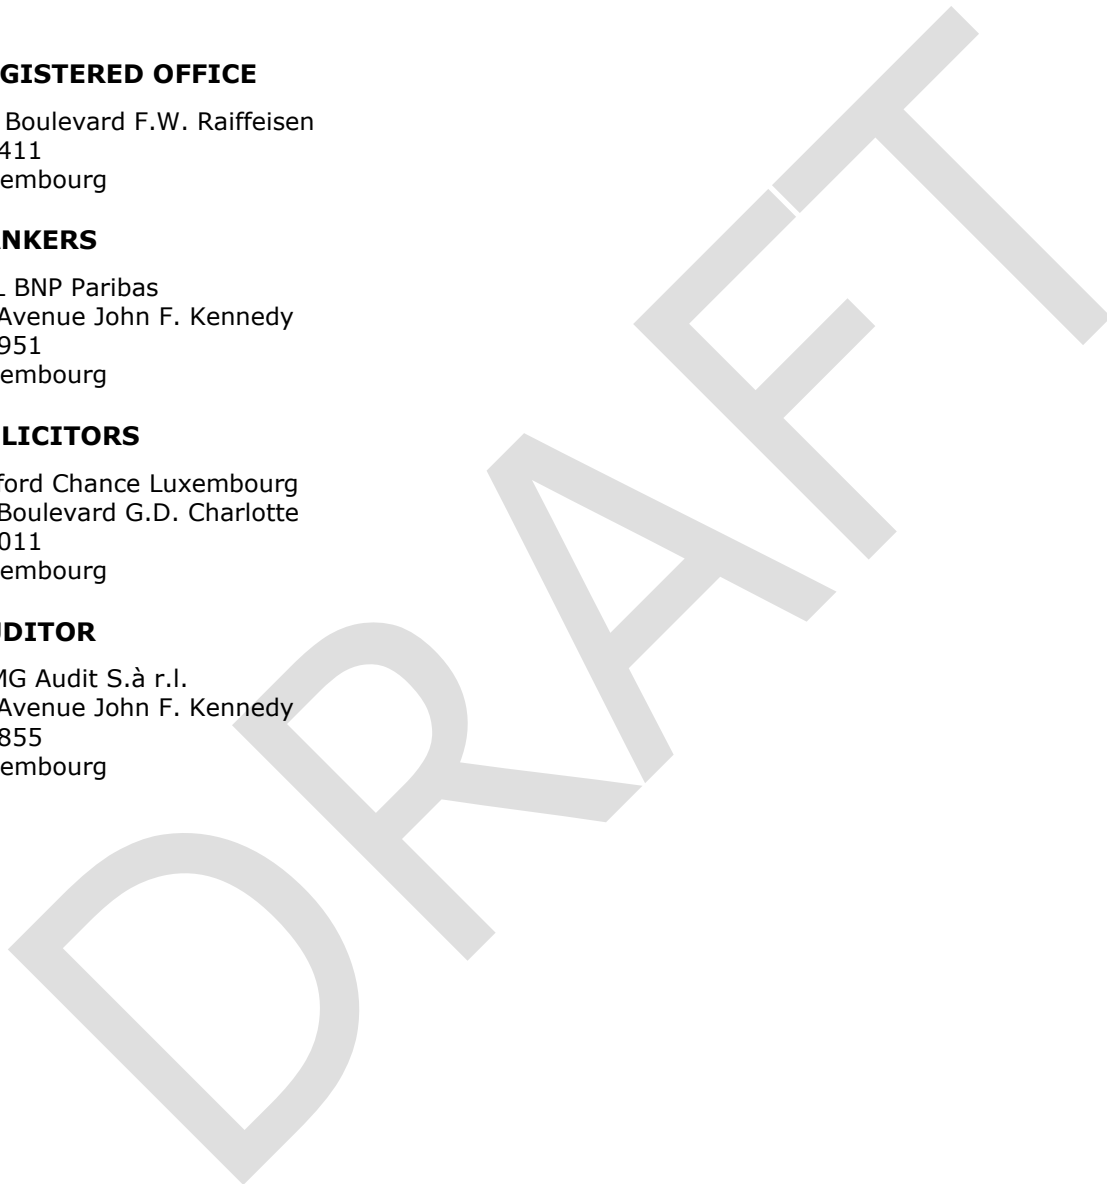 GISTERED OFFICE
Boulevard F.W. Raiffeisen
411
embourg
NKERS
BNP Paribas
Avenue John F. Kennedy
951
embourg
LICITORS
ford Chance Luxembourg
Boulevard G.D. Charlotte
011
embourg
DITOR
MG Audit S.à r.l.
Avenue John F. Kennedy
855
embourg
DRAFT